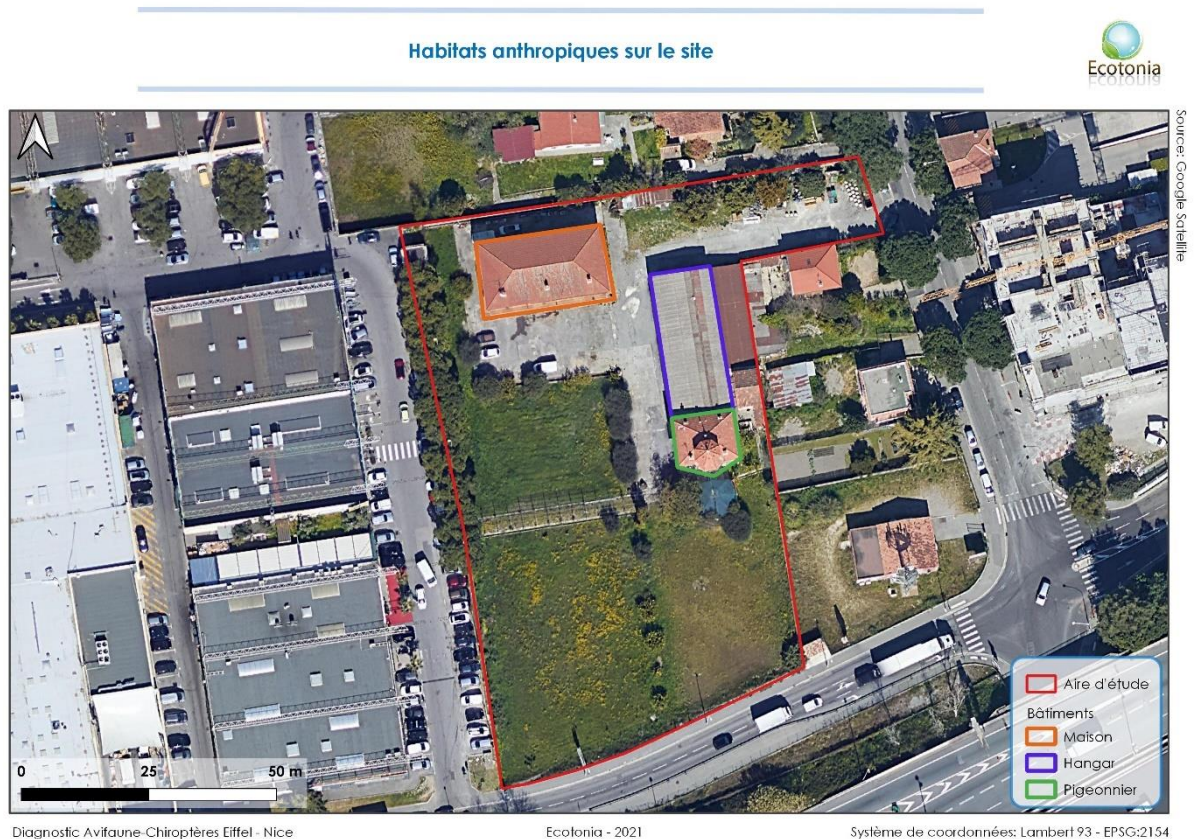 Habitats anthropiques sur le site
Ecotonia
Source: Google Satellite
Aire d'étude
Bâtiments
Maison
Hangar
Pigeonnier
0 25 50 m
Diagnostic Avifaune-Chiroptères Eiffel - Nice
Ecotonia - 2021
Système de coordonnées: Lambert 93 - EPSG:2154